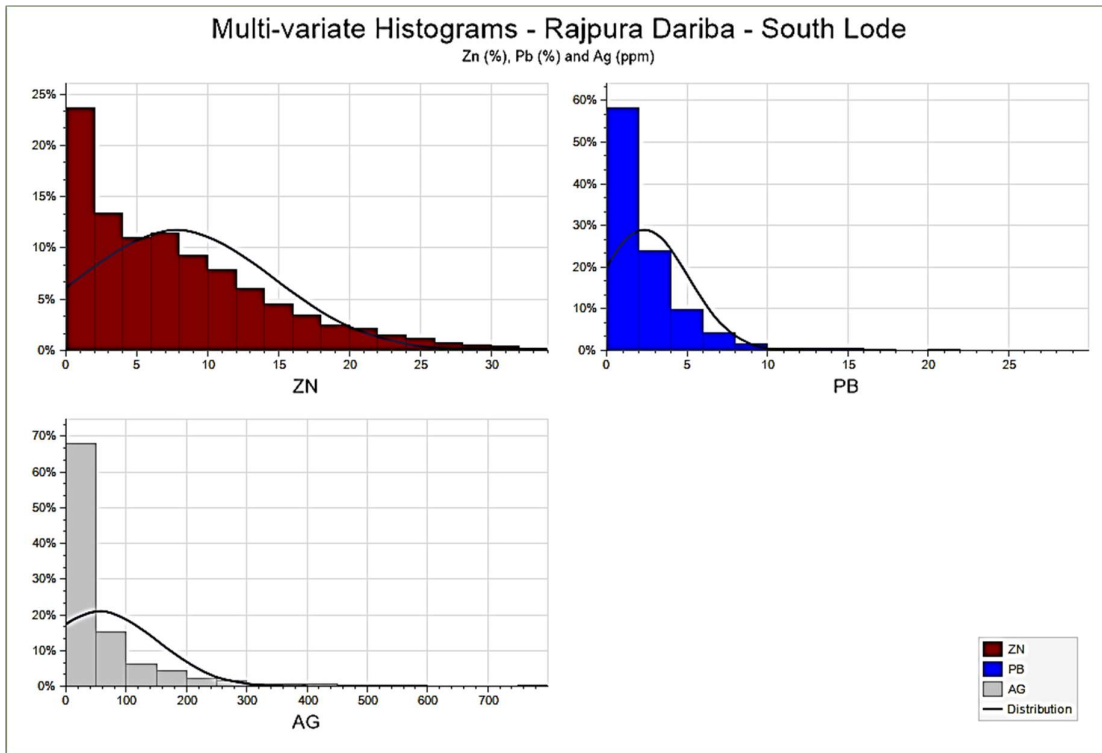 Multi-variate Histograms - Rajpura Dariba - South Lode
Zn (%), Pb (%) and Ag (ppm)
25%
20%
15%
10%
5%
0%
0 5 10 15 20 25 30
ZN
60%
50%
40%
30%
20%
10%
0%
0 5 10 15 20 25
PB
70%
60%
50%
40%
30%
20%
10%
0%
0 100 200 300 400 500 600 700
AG
ZN
PB
AG
Distribution